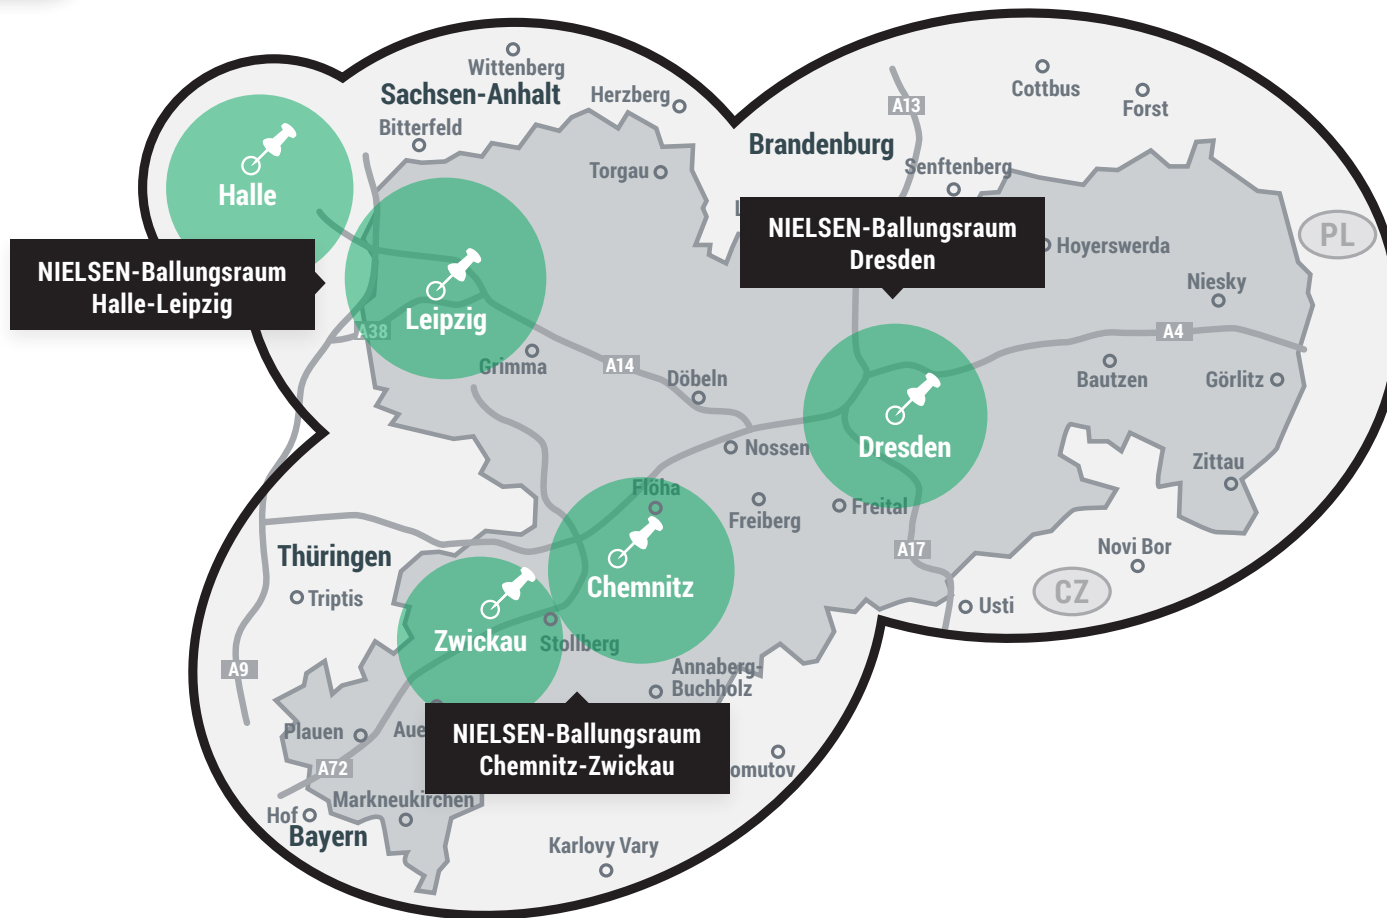 Wittenberg
Sachsen-Anhalt
Herzberg
Bitterfeld
Torgau
Cottbus
Forst
A13
Brandenburg
Senftenberg
Halle
NIELSEN-Ballungsraum
Dresden
Hoyerswerda
PL
Niesky
NIELSEN-Ballungsraum
Halle-Leipzig
Leipzig
A38
Grimma
A14
Döbeln
A4
Bautzen
Görlitz
Nossen
Dresden
Zittau
Flöha
Freiberg
Freital
A17
Novi Bor
CZ
Usti
Thüringen
Triptis
Chemnitz
Zwickau
Stollberg
A9
Annaberg-
Buchholz
Plauen
Aue
NIELSEN-Ballungsraum
Chemnitz-Zwickau
omutov
A72
Markneukirchen
Hof
Bayern
Karlovy Vary